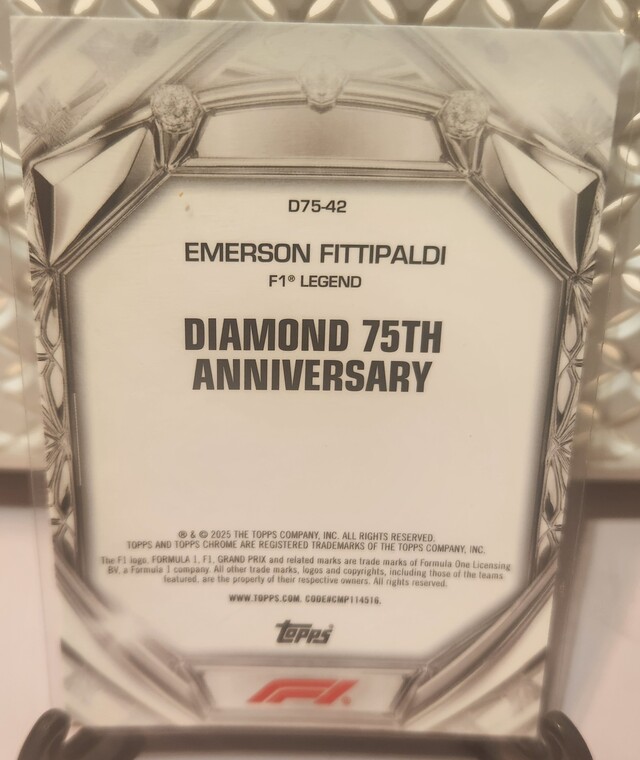 D75-42
EMERSON FITTIPALDI
F1® LEGEND
DIAMOND 75TH
ANNIVERSARY
® & © 2025 THE TOPPS COMPANY, INC. ALL RIGHTS RESERVED.
TOPPS AND TOPPS CHROME ARE REGISTERED TRADEMARKS OF THE TOPPS COMPANY, INC.
The F1 logo, FORMULA 1, F1, GRAND PRIX and related marks are trade marks of Formula One Licensing
BV, a Formula 1 company. All other trade marks, logos and copyrights, including those of the teams
featured, are the property of their respective owners. All rights reserved.
WWW.TOPPS.COM. CODE#CMP114516.
topps
F1